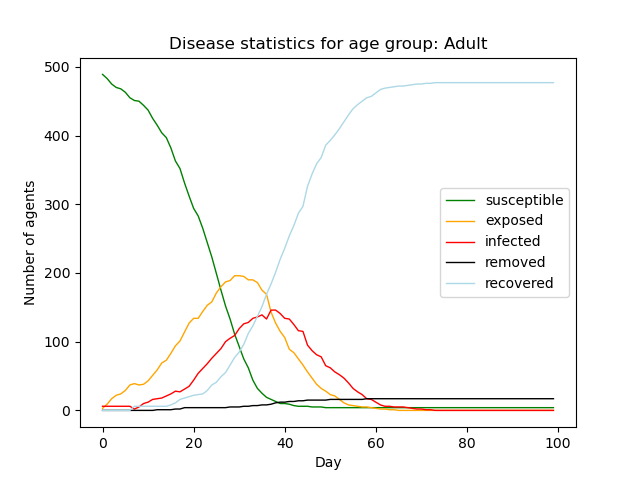 Disease statistics for age group: Adult
Number of agents
500
400
300
200
100
0
susceptible
exposed
infected
removed
recovered
0 20 40 60 80 100
Day